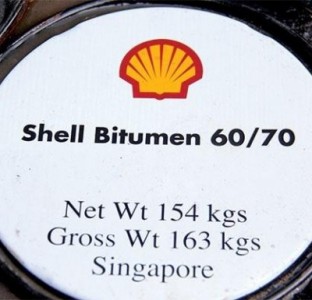 Shell Bitumen 60/70
Net Wt 154 kgs
Gross Wt 163 kgs
Singapore